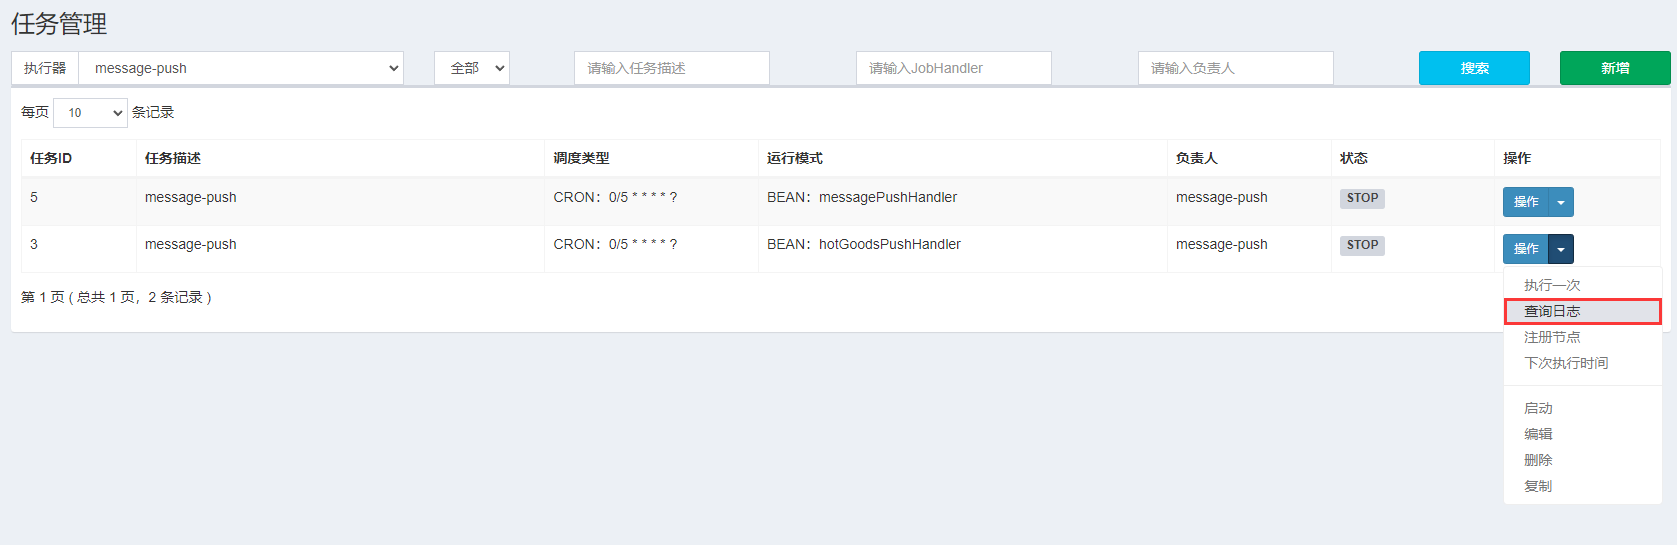 任务管理
执行器 message-push 全部 请输入任务描述 请输入JobHandler 请输入负责人 搜索 新增
每页 10 条记录
任务ID 任务描述 调度类型 运行模式 负责人 状态 操作
5 message-push CRON：0/5 * * * * ? BEAN：messagePushHandler message-push STOP 操作
3 message-push CRON：0/5 * * * * ? BEAN：hotGoodsPushHandler message-push STOP 操作
第 1 页 ( 总共 1 页，2 条记录 )
执行一次
查询日志
注册节点
下次执行时间
启动
编辑
删除
复制